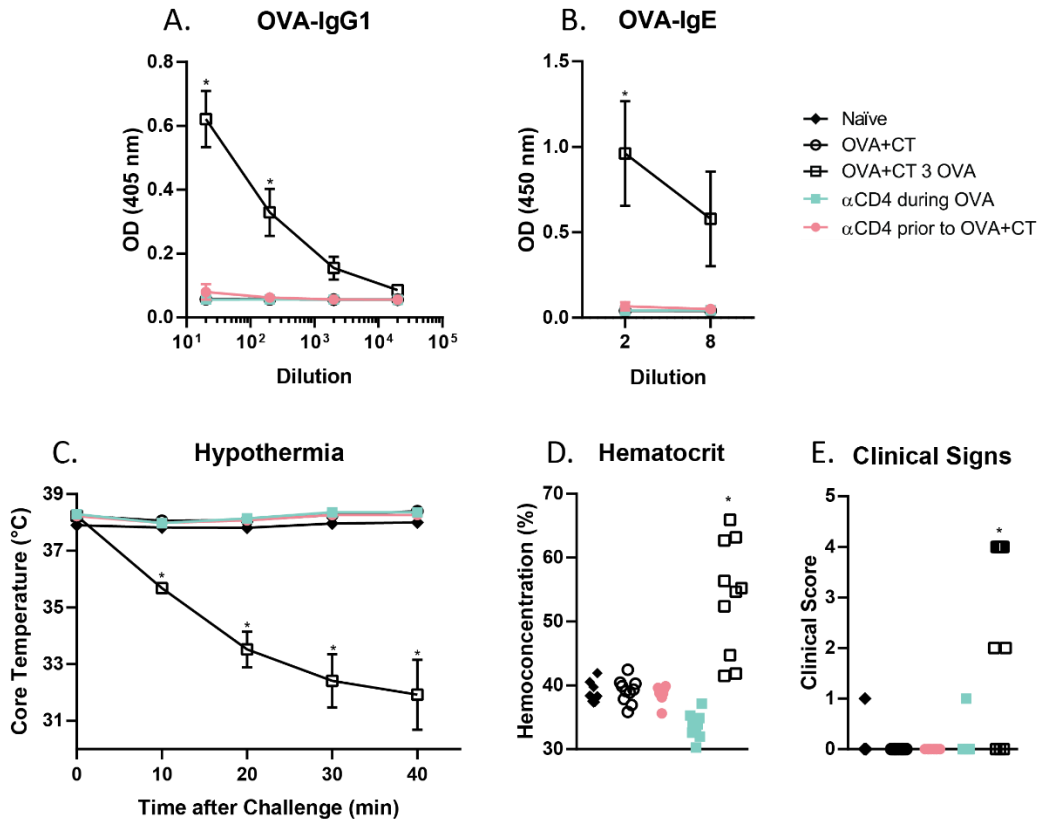 A. OVA-IgG1
OD (405 nm)
0.8
0.6
0.4
0.2
0.0
*
*
10¹ 10² 10³ 10⁴ 10⁵
Dilution
B. OVA-IgE
OD (450 nm)
1.5
1.0
0.5
0.0
*
2 8
Dilution
Naïve
OVA+CT
OVA+CT 3 OVA
αCD4 during OVA
αCD4 prior to OVA+CT
C. Hypothermia
Core Temperature (°C)
39
37
35
33
31
*
*
*
*
0 10 20 30 40
Time after Challenge (min)
D. Hematocrit
Hemoconcentration (%)
70
60
50
40
30
*
E. Clinical Signs
Clinical Score
5
4
3
2
1
0
*